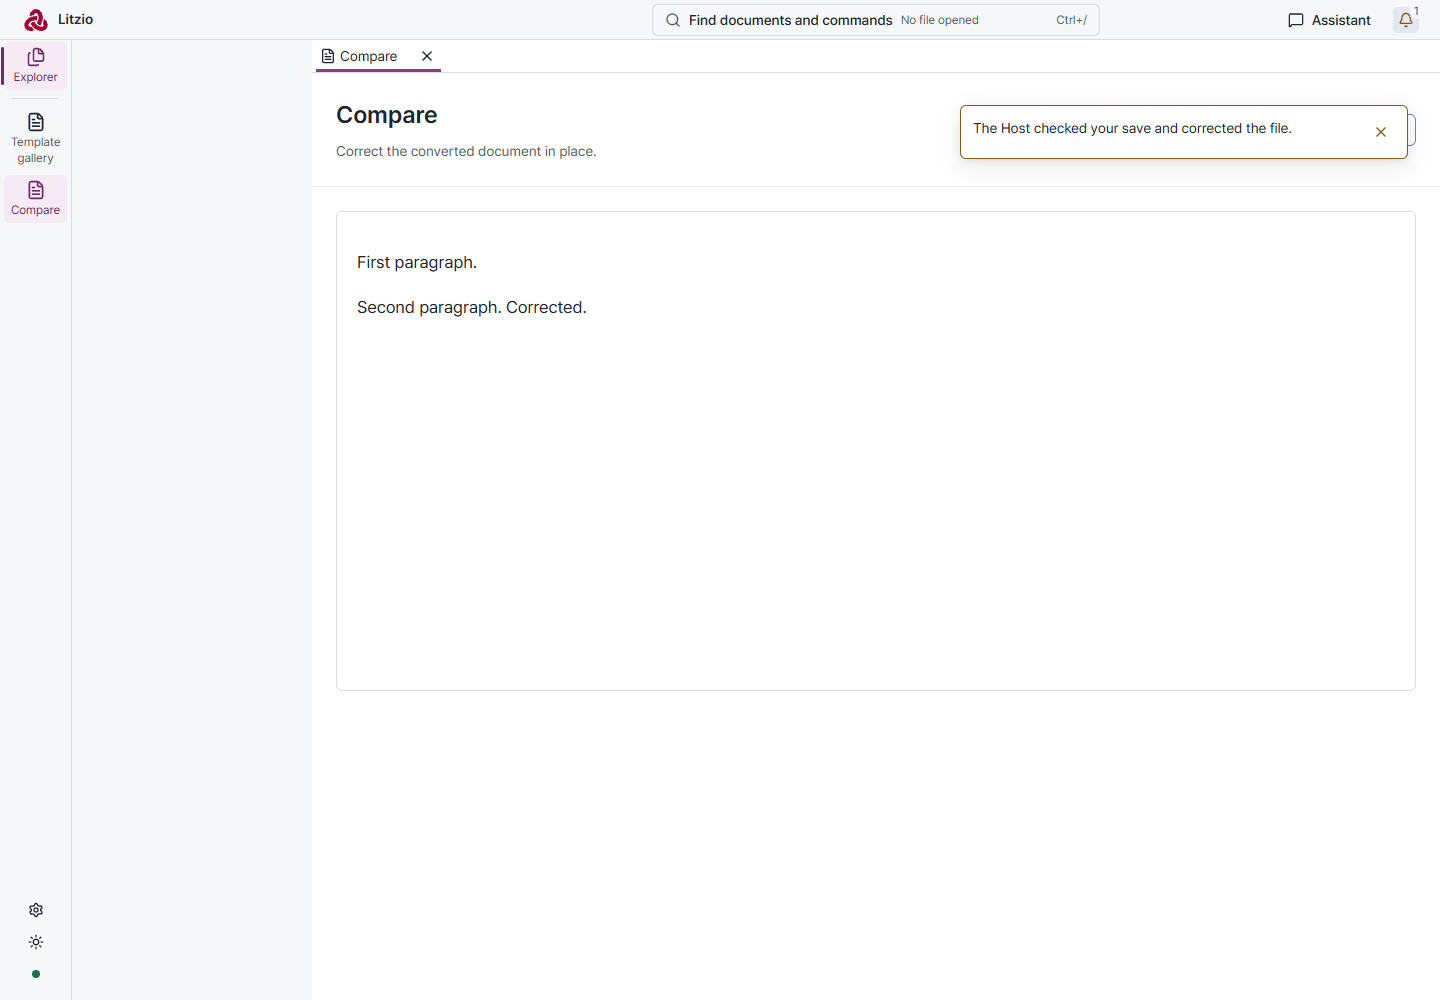 Litzio
Find documents and commands No file opened Ctrl+/
Assistant
1
Explorer
Template
gallery
Compare
Compare
Compare
Correct the converted document in place.
The Host checked your save and corrected the file.
First paragraph.
Second paragraph. Corrected.